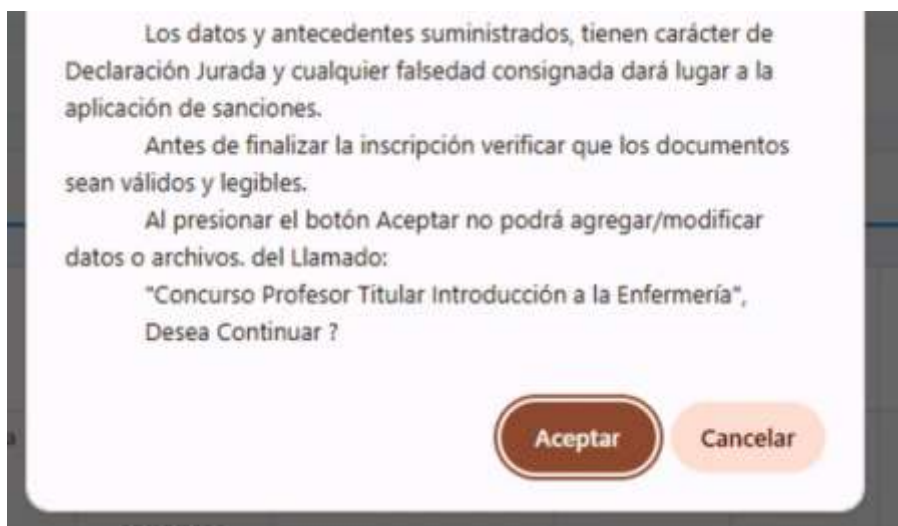 Los datos y antecedentes suministrados, tienen carácter de
Declaración Jurada y cualquier falsedad consignada dará lugar a la
aplicación de sanciones.
Antes de finalizar la inscripción verificar que los documentos
sean válidos y legibles.
Al presionar el botón Aceptar no podrá agregar/modificar
datos o archivos. del Llamado:
"Concurso Profesor Titular Introducción a la Enfermería",
Desea Continuar ?
Aceptar Cancelar